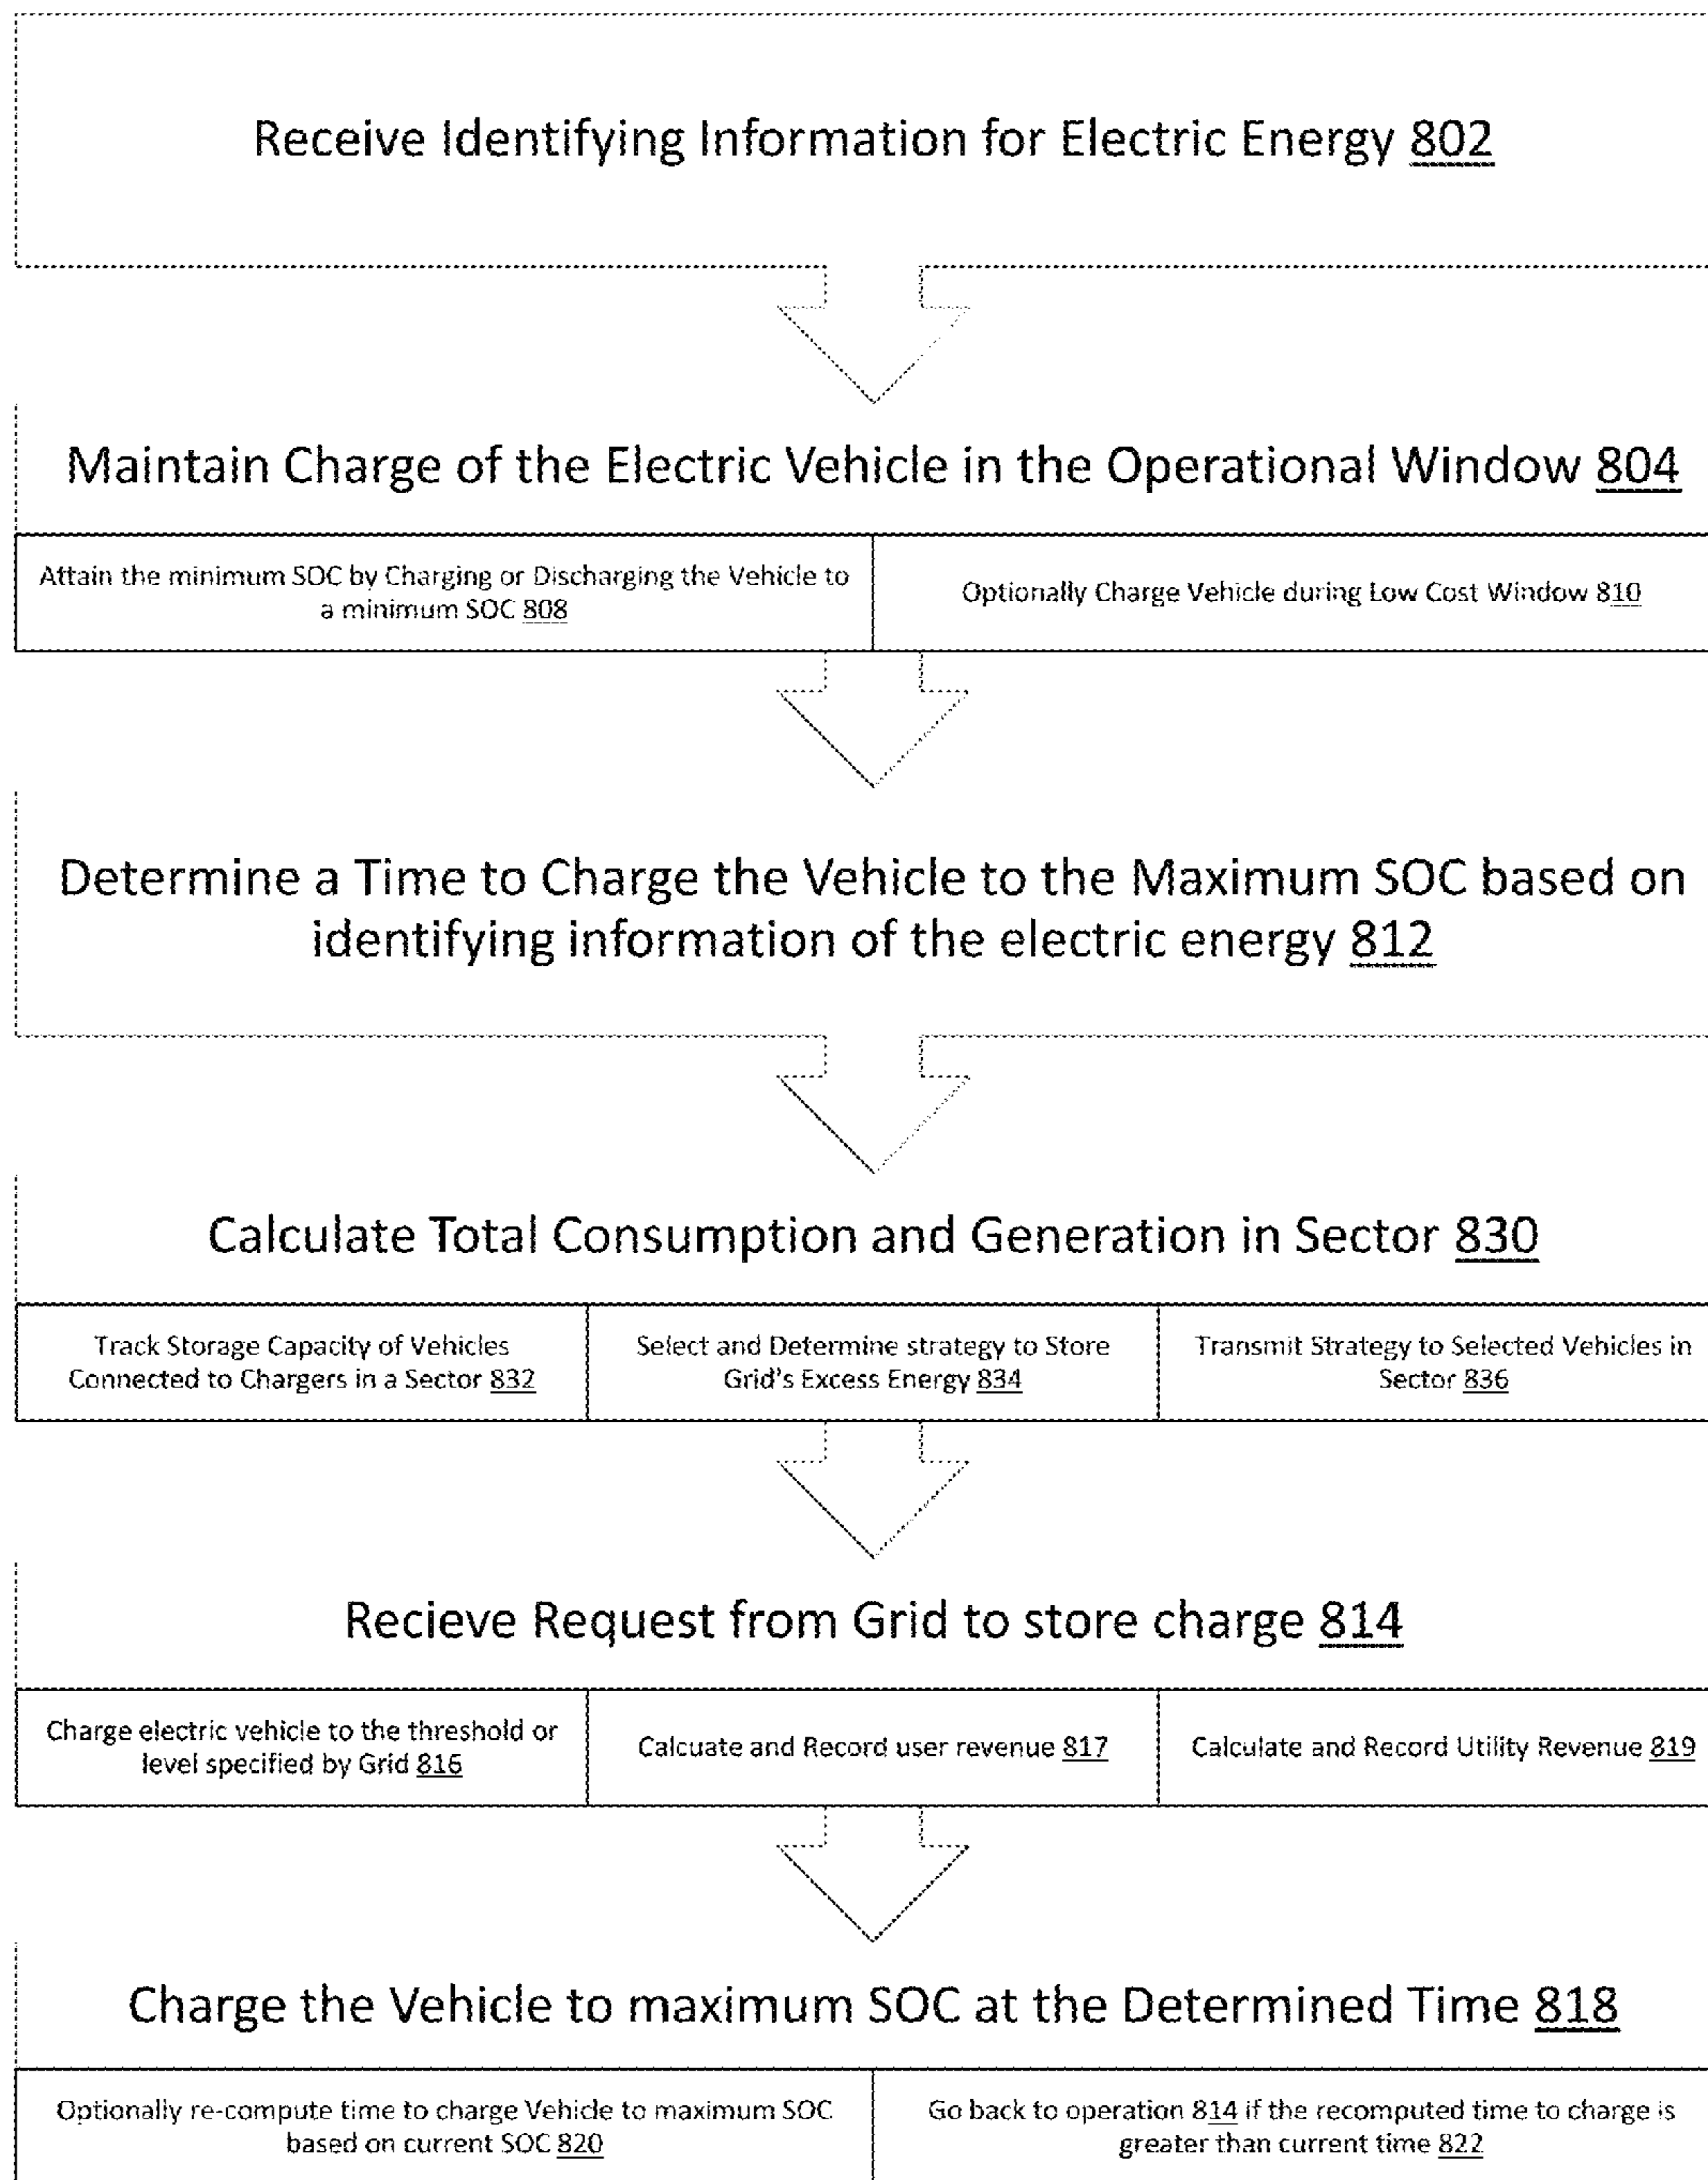 Receive Identifying Information for Electric Energy 802
Maintain Charge of the Electric Vehicle in the Operational Window 804
Attain the minimum SOC by Charging or Discharging the Vehicle to
a minimum SOC 808
Optionally Charge Vehicle during Low Cost Window 810
Determine a Time to Charge the Vehicle to the Maximum SOC based on
identifying information of the electric energy 812
Calculate Total Consumption and Generation in Sector 830
Track Storage Capacity of Vehicles
Connected to Chargers in a Sector 832
Select and Determine strategy to Store
Grid's Excess Energy 834
Transmit Strategy to Selected Vehicles in
Sector 836
Recieve Request from Grid to store charge 814
Charge electric vehicle to the threshold or
level specified by Grid 816
Calcuate and Record user revenue 817
Calculate and Record Utility Revenue 819
Charge the Vehicle to maximum SOC at the Determined Time 818
Optionally re-compute time to charge Vehicle to maximum SOC
based on current SOC 820
Go back to operation 814 if the recomputed time to charge is
greater than current time 822